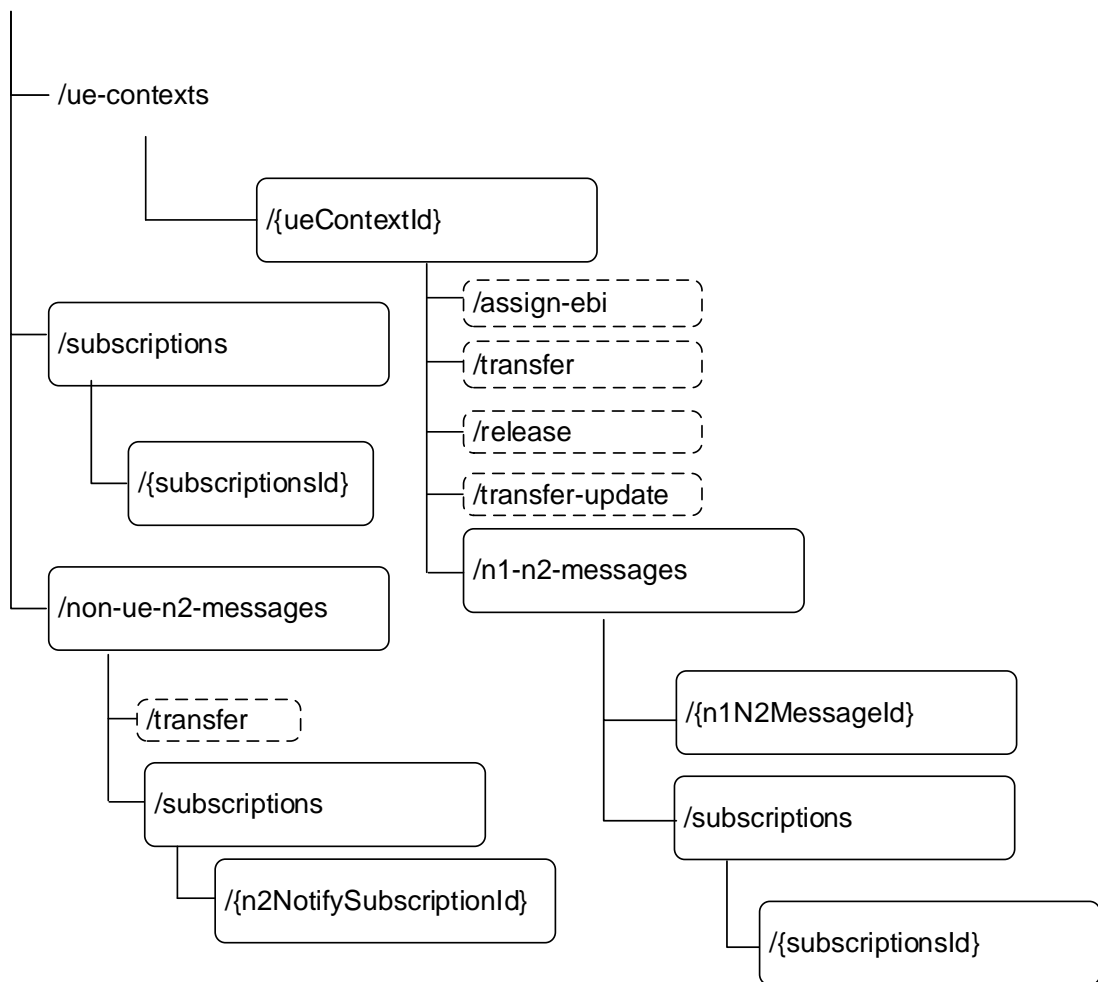 /ue-contexts
/{ueContextId}
/assign-ebi
/transfer
/release
/transfer-update
/n1-n2-messages
/{n1N2MessageId}
/subscriptions
/{subscriptionsId}
/subscriptions
/{subscriptionsId}
/non-ue-n2-messages
/transfer
/subscriptions
/{n2NotifySubscriptionId}